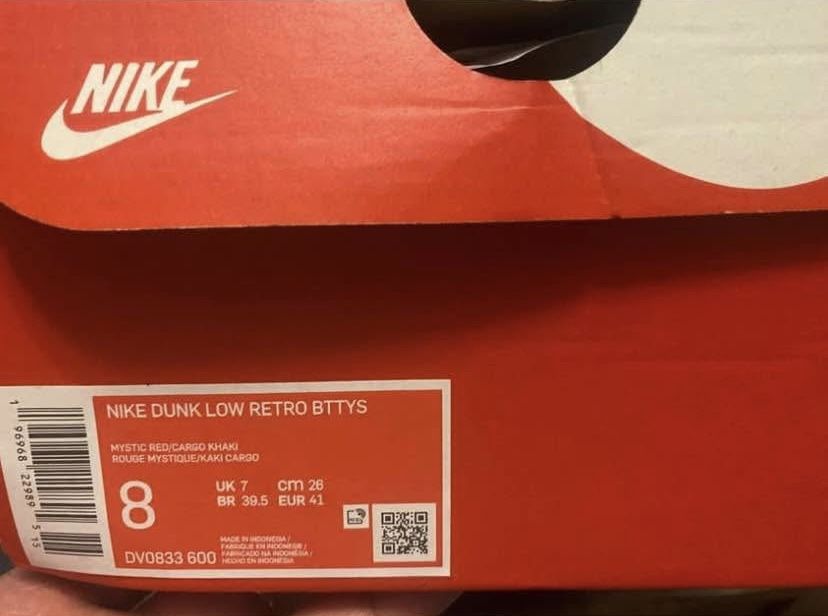 NIKE
NIKE DUNK LOW RETRO BTTYS
MYSTIC RED/CARGO KHAKI
ROUGE MYSTIQUE/KAKI CARGO
8
UK 7 cm 26
BR 39.5 EUR 41
DV0833 600
MADE IN INDONESIA /
FABRIQUE EN INDONESIE /
FABRICADO NA INDONÉSIA /
HECHO EN INDONESIA
1 96968 22989 5 15